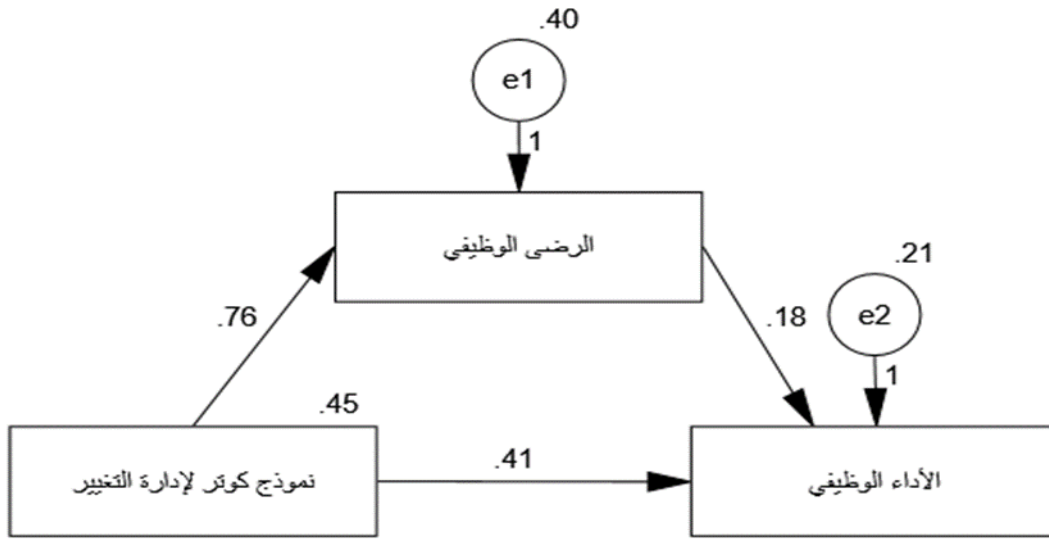 .40
e1
1
الرضى الوظيفي
.21
e2
.76
.18
1
.45
نموذج كوتر لإدارة التغيير
.41
الأداء الوظيفي